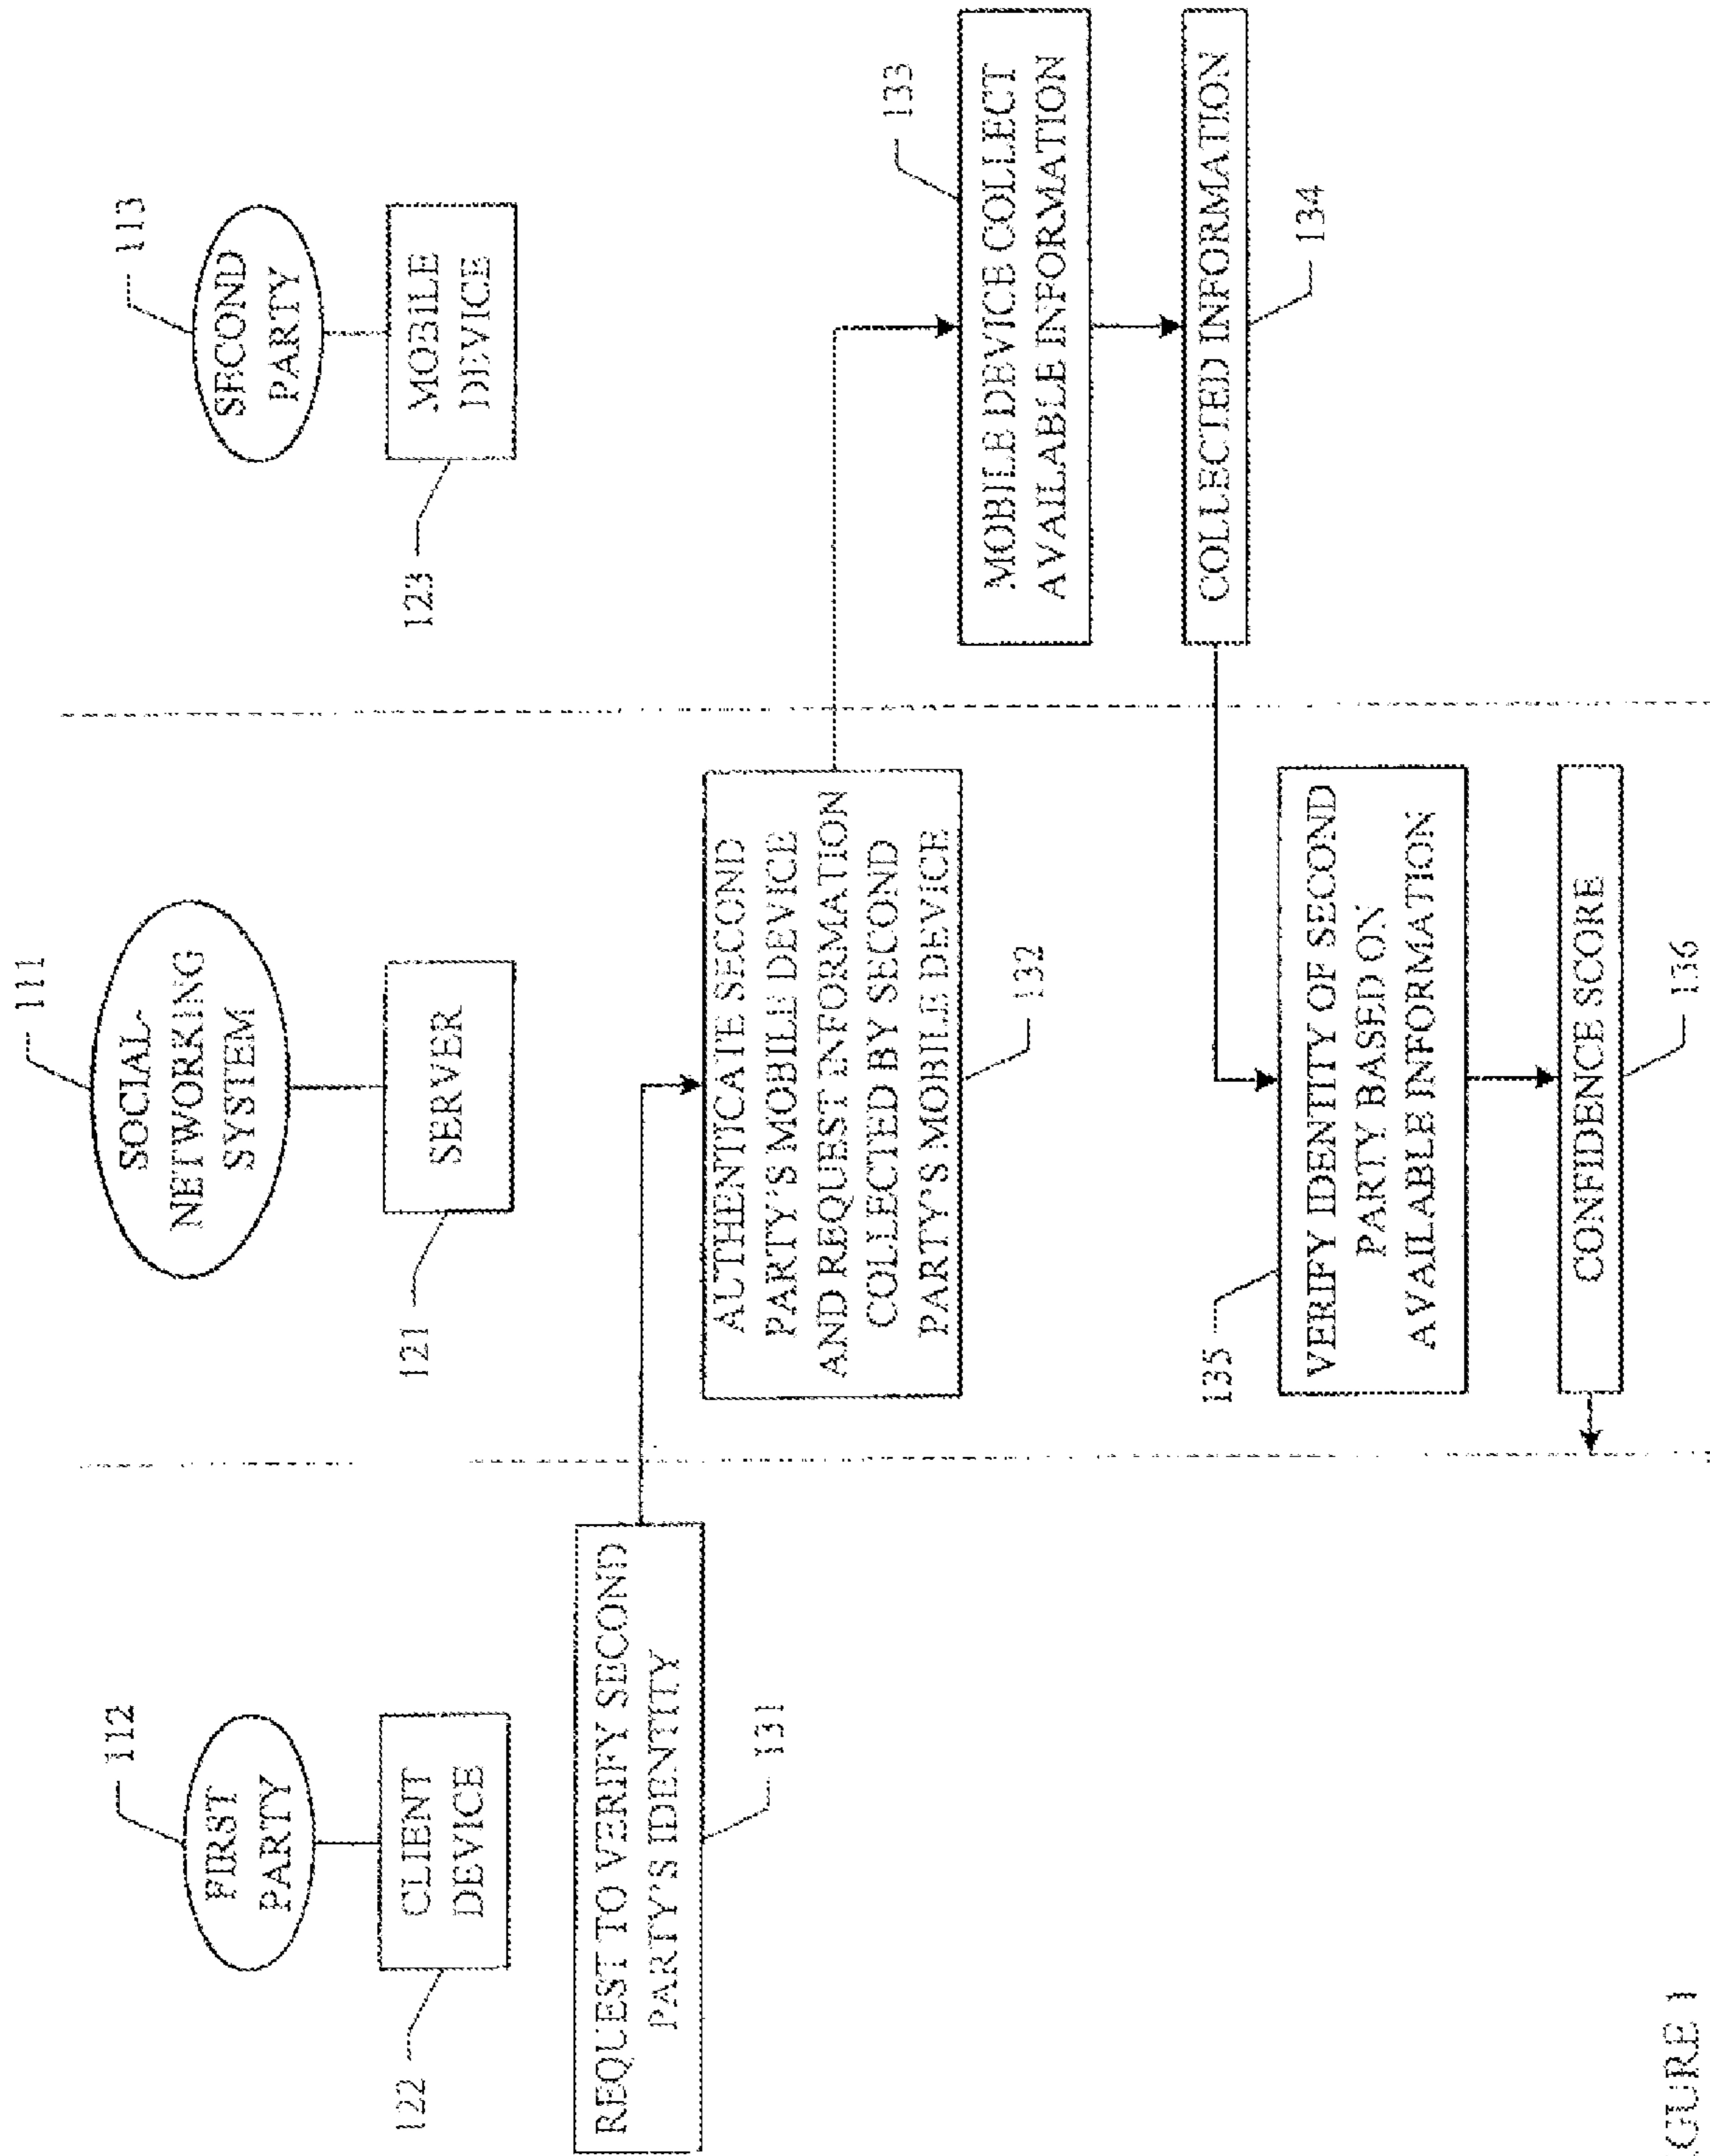 112
FIRST
PARTY
122
CLIENT
DEVICE
111
SOCIAL-
NETWORKING
SYSTEM
121
SERVER
113
SECOND
PARTY
123
MOBILE
DEVICE
REQUEST TO VERIFY SECOND
PARTY'S IDENTITY
131
AUTHENTICATE SECOND
PARTY'S MOBILE DEVICE
AND REQUEST INFORMATION
COLLECTED BY SECOND
PARTY'S MOBILE DEVICE
132
133
MOBILE DEVICE COLLECT
AVAILABLE INFORMATION
COLLECTED INFORMATION
134
135
VERIFY IDENTITY OF SECOND
PARTY BASED ON
AVAILABLE INFORMATION
CONFIDENCE SCORE
136
GURE 1